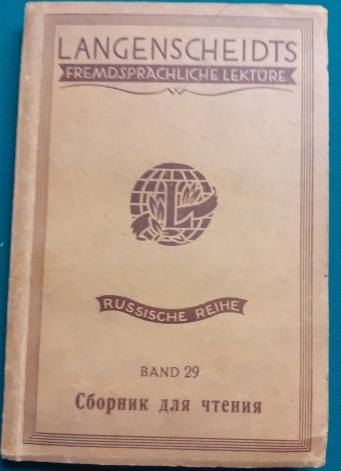 LANGENSCHEIDTS
FREMDSPRACHLICHE LEKTÜRE
L
RUSSISCHE REIHE
BAND 29
Сборник для чтения